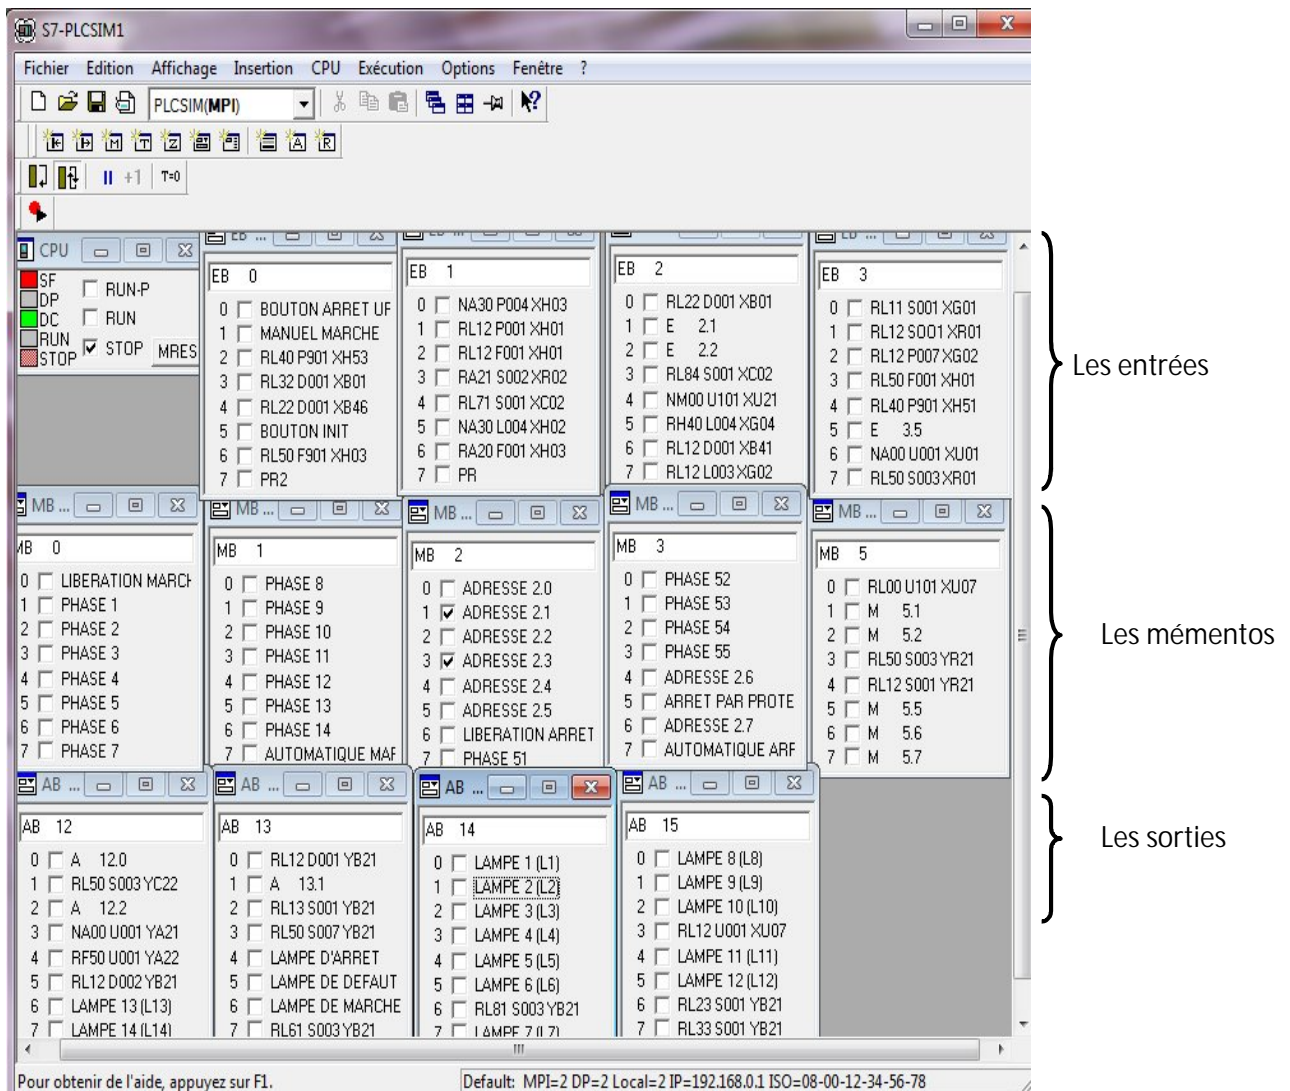 S7-PLCSIM1
Fichier Edition Affichage Insertion CPU Exécution Options Fenêtre ?
PLCSIM(MPI)
+1 T=0
CPU
SF
DP
DC
RUN
STOP
RUN-P
RUN
STOP
MRES
EB ...
EB 0
0 BOUTON ARRET UF
1 MANUEL MARCHE
2 RL40 P901 XH53
3 RL32 D001 XB01
4 RL22 D001 XB46
5 BOUTON INIT
6 RL50 F901 XH03
7 PR2
EB 1
0 NA30 P004 XH03
1 RL12 P001 XH01
2 RL12 F001 XH01
3 RA21 S002 XR02
4 RL71 S001 XC02
5 NA30 L004 XH02
6 RA20 F001 XH03
7 PR
EB 2
0 RL22 D001 XB01
1 E 2.1
2 E 2.2
3 RL84 S001 XC02
4 NM00 U101 XU21
5 RH40 L004 XG04
6 RL12 D001 XB41
7 RL12 L003 XG02
EB 3
0 RL11 S001 XG01
1 RL12 S001 XR01
2 RL12 P007 XG02
3 RL50 F001 XH01
4 RL40 P901 XH51
5 E 3.5
6 NA00 U001 XU01
7 RL50 S003 XR01
Les entrées
MB ...
MB 0
0 LIBERATION MARCH
1 PHASE 1
2 PHASE 2
3 PHASE 3
4 PHASE 4
5 PHASE 5
6 PHASE 6
7 PHASE 7
MB ...
MB 1
0 PHASE 8
1 PHASE 9
2 PHASE 10
3 PHASE 11
4 PHASE 12
5 PHASE 13
6 PHASE 14
7 AUTOMATIQUE MAF
MB ...
MB 2
0 ADRESSE 2.0
1 ADRESSE 2.1
2 ADRESSE 2.2
3 ADRESSE 2.3
4 ADRESSE 2.4
5 ADRESSE 2.5
6 LIBERATION ARRET
7 PHASE 51
MB ...
MB 3
0 PHASE 52
1 PHASE 53
2 PHASE 54
3 PHASE 55
4 ADRESSE 2.6
5 ARRET PAR PROTE
6 ADRESSE 2.7
7 AUTOMATIQUE ARF
MB ...
MB 5
0 RL00 U101 XU07
1 M 5.1
2 M 5.2
3 RL50 S003 YR21
4 RL12 S001 YR21
5 M 5.5
6 M 5.6
7 M 5.7
Les mémentos
AB ...
AB 12
0 A 12.0
1 RL50 S003 YC22
2 A 12.2
3 NA00 U001 YA21
4 RF50 U001 YA22
5 RL12 D002 YB21
6 LAMPE 13 (L13)
7 LAMPE 14 (L14)
AB ...
AB 13
0 RL12 D001 YB21
1 A 13.1
2 RL13 S001 YB21
3 RL50 S007 YB21
4 LAMPE D'ARRET
5 LAMPE DE DEFAUT
6 LAMPE DE MARCHE
7 RL61 S003 YB21
AB ...
AB 14
0 LAMPE 1 (L1)
1 LAMPE 2 (L2)
2 LAMPE 3 (L3)
3 LAMPE 4 (L4)
4 LAMPE 5 (L5)
5 LAMPE 6 (L6)
6 RL81 S003 YB21
7 LAMPE 7 (L7)
AB ...
AB 15
0 LAMPE 8 (L8)
1 LAMPE 9 (L9)
2 LAMPE 10 (L10)
3 RL12 U001 XU07
4 LAMPE 11 (L11)
5 LAMPE 12 (L12)
6 RL23 S001 YB21
7 RL33 S001 YB21
Les sorties
Pour obtenir de l'aide, appuyez sur F1.
Default: MPI=2 DP=2 Local=2 IP=192.168.0.1 ISO=08-00-12-34-56-78